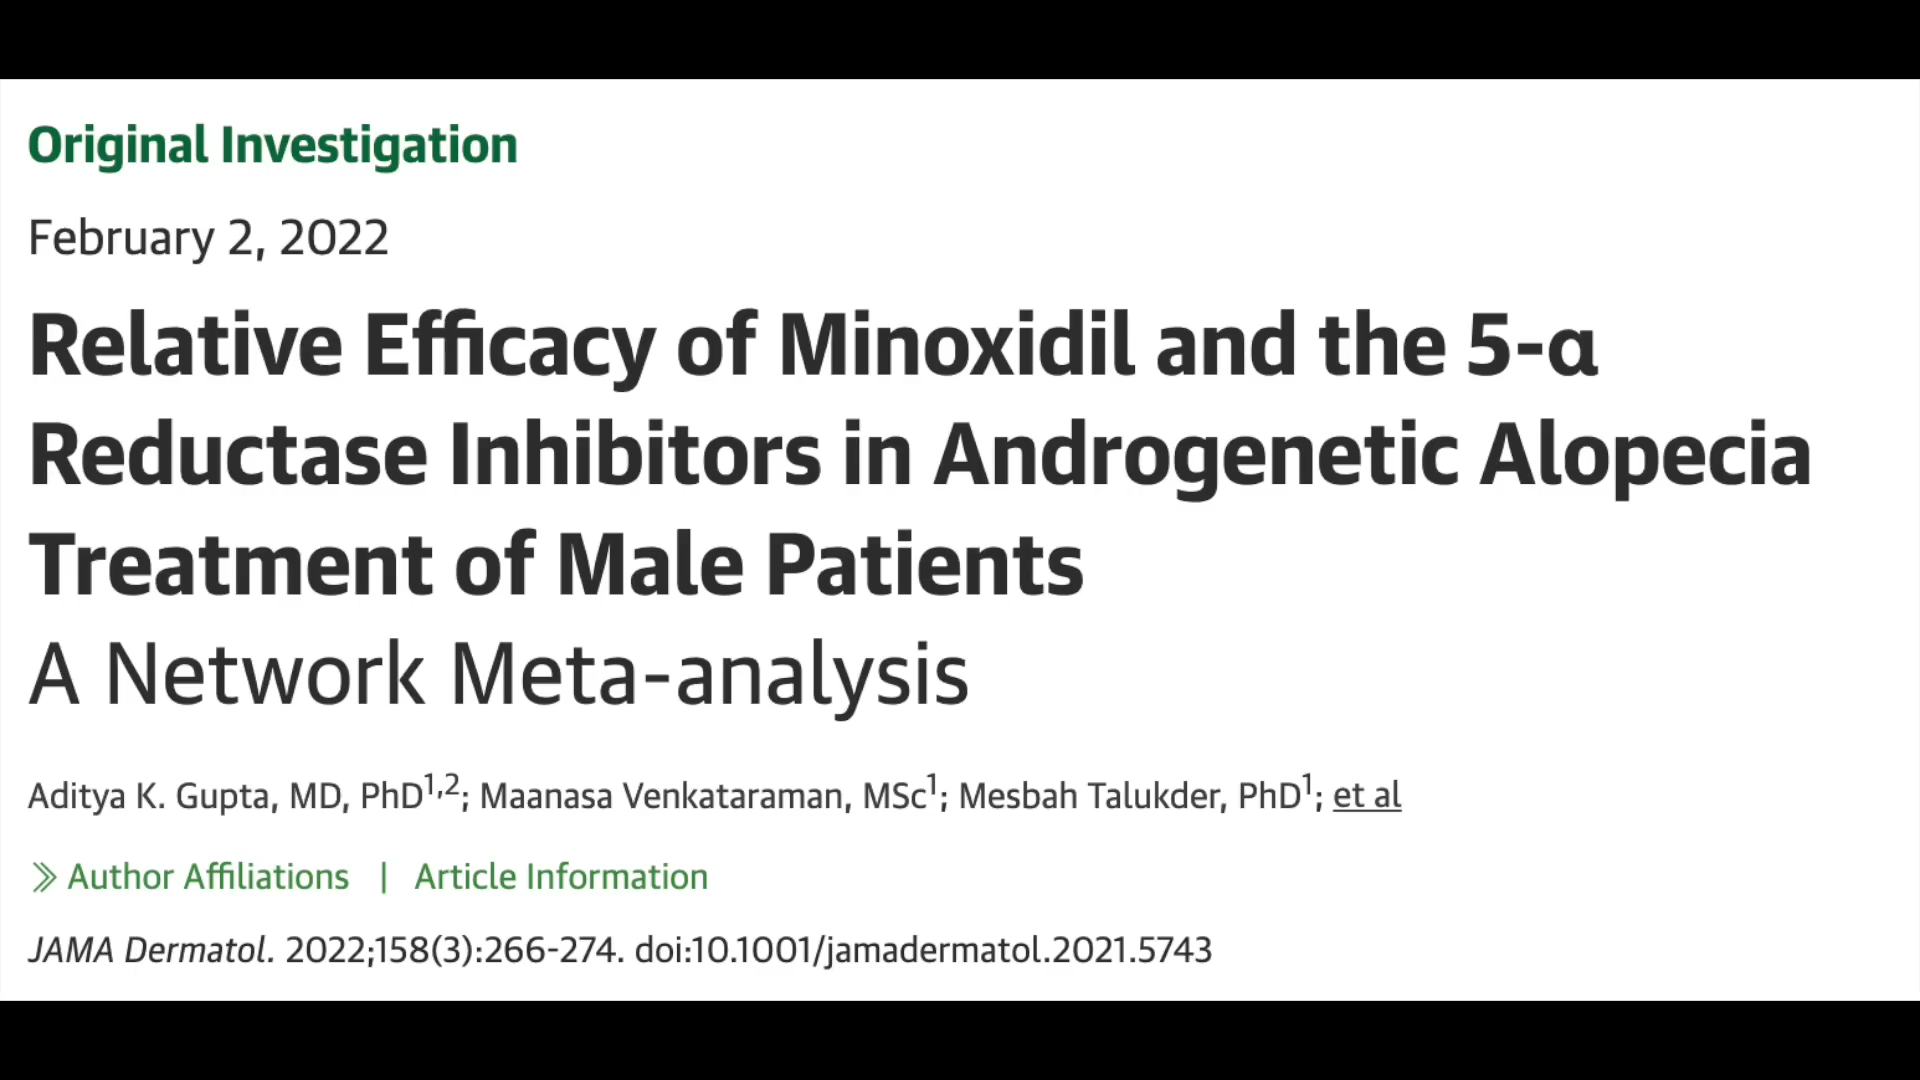 Original Investigation
February 2, 2022
Relative Efficacy of Minoxidil and the 5-α
Reductase Inhibitors in Androgenetic Alopecia
Treatment of Male Patients
A Network Meta-analysis
Aditya K. Gupta, MD, PhD1,2; Maanasa Venkataraman, MSc1; Mesbah Talukder, PhD1; et al
Author Affiliations | Article Information
JAMA Dermatol. 2022;158(3):266-274. doi:10.1001/jamadermatol.2021.5743